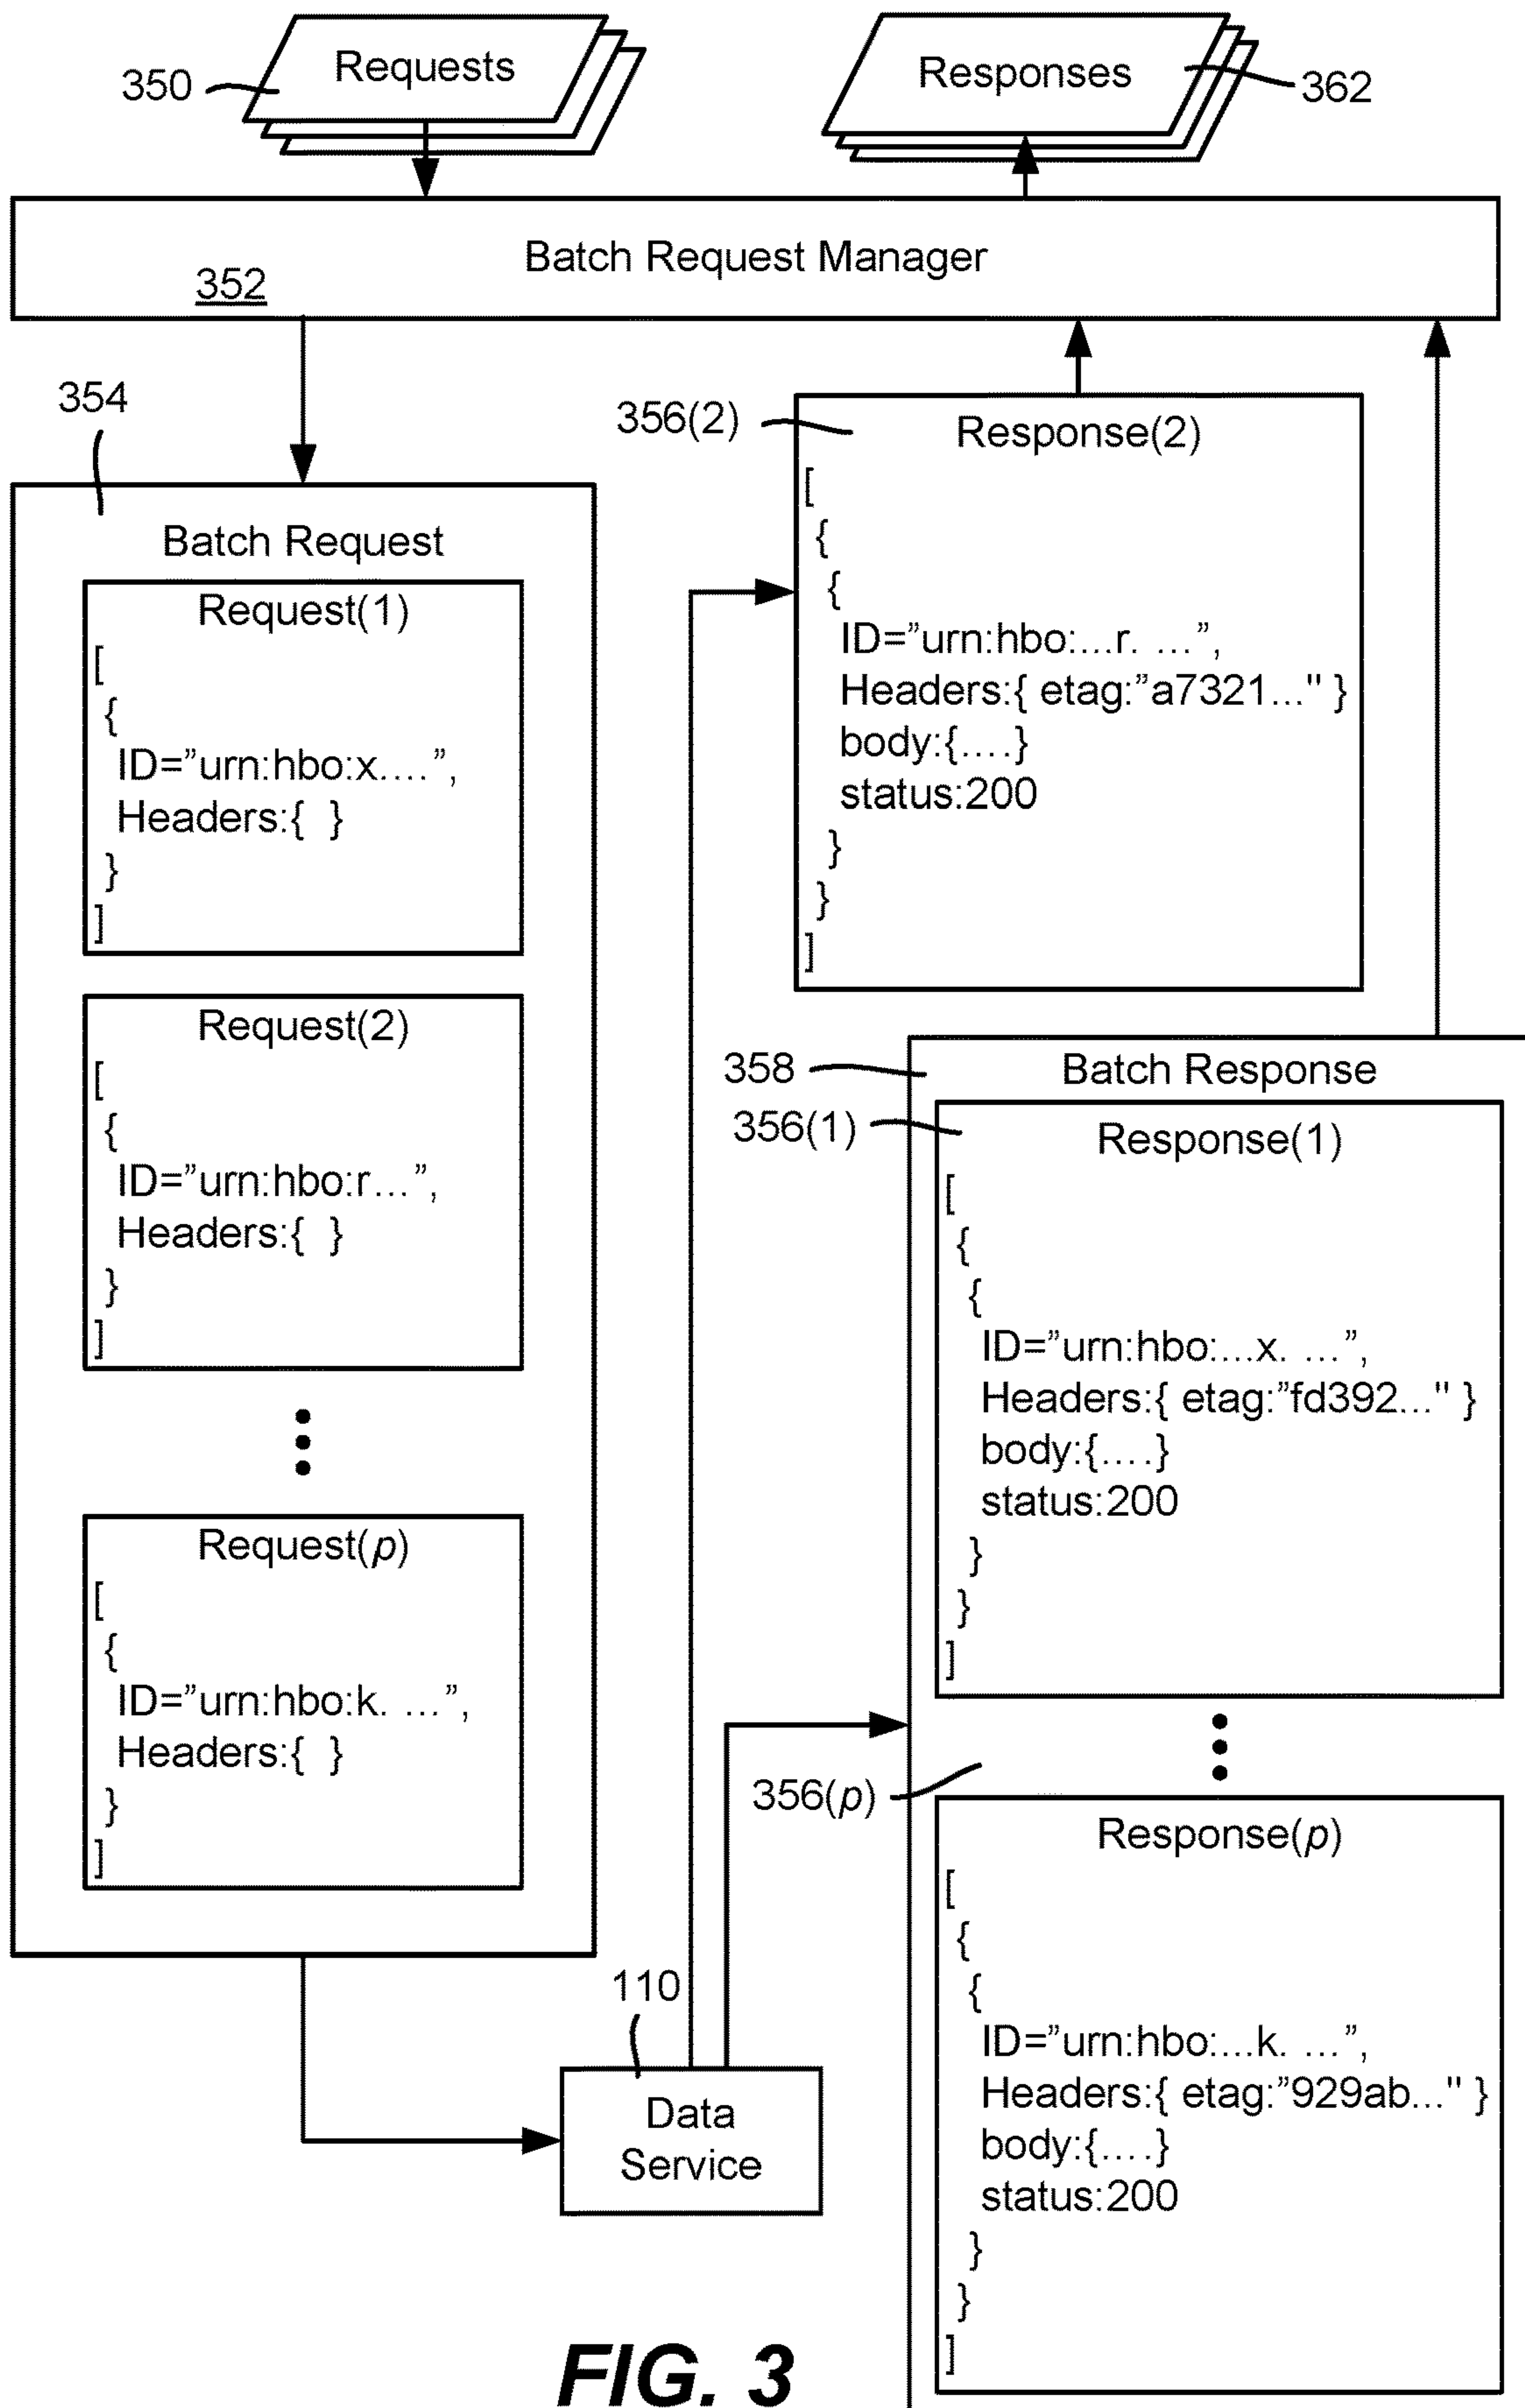 Requests
350
Responses
362
Batch Request Manager
352
354
Batch Request
Request(1)
[
{
ID=”urn:hbo:x....”,
Headers:{ }
}
]
Request(2)
[
{
ID=”urn:hbo:r...”,
Headers:{ }
}
]
Request(p)
[
{
ID=”urn:hbo:k. ...”,
Headers:{ }
}
]
110
Data
Service
356(2)
Response(2)
[
{
{
ID=”urn:hbo:...r. ...”,
Headers:{ etag:”a7321..." }
body:{....}
status:200
}
}
]
358
Batch Response
356(1)
Response(1)
[
{
{
ID=”urn:hbo:...x. ...”,
Headers:{ etag:”fd392..." }
body:{....}
status:200
}
}
]
356(p)
Response(p)
[
{
{
ID=”urn:hbo:...k. ...”,
Headers:{ etag:”929ab..." }
body:{....}
status:200
}
}
]
FIG. 3